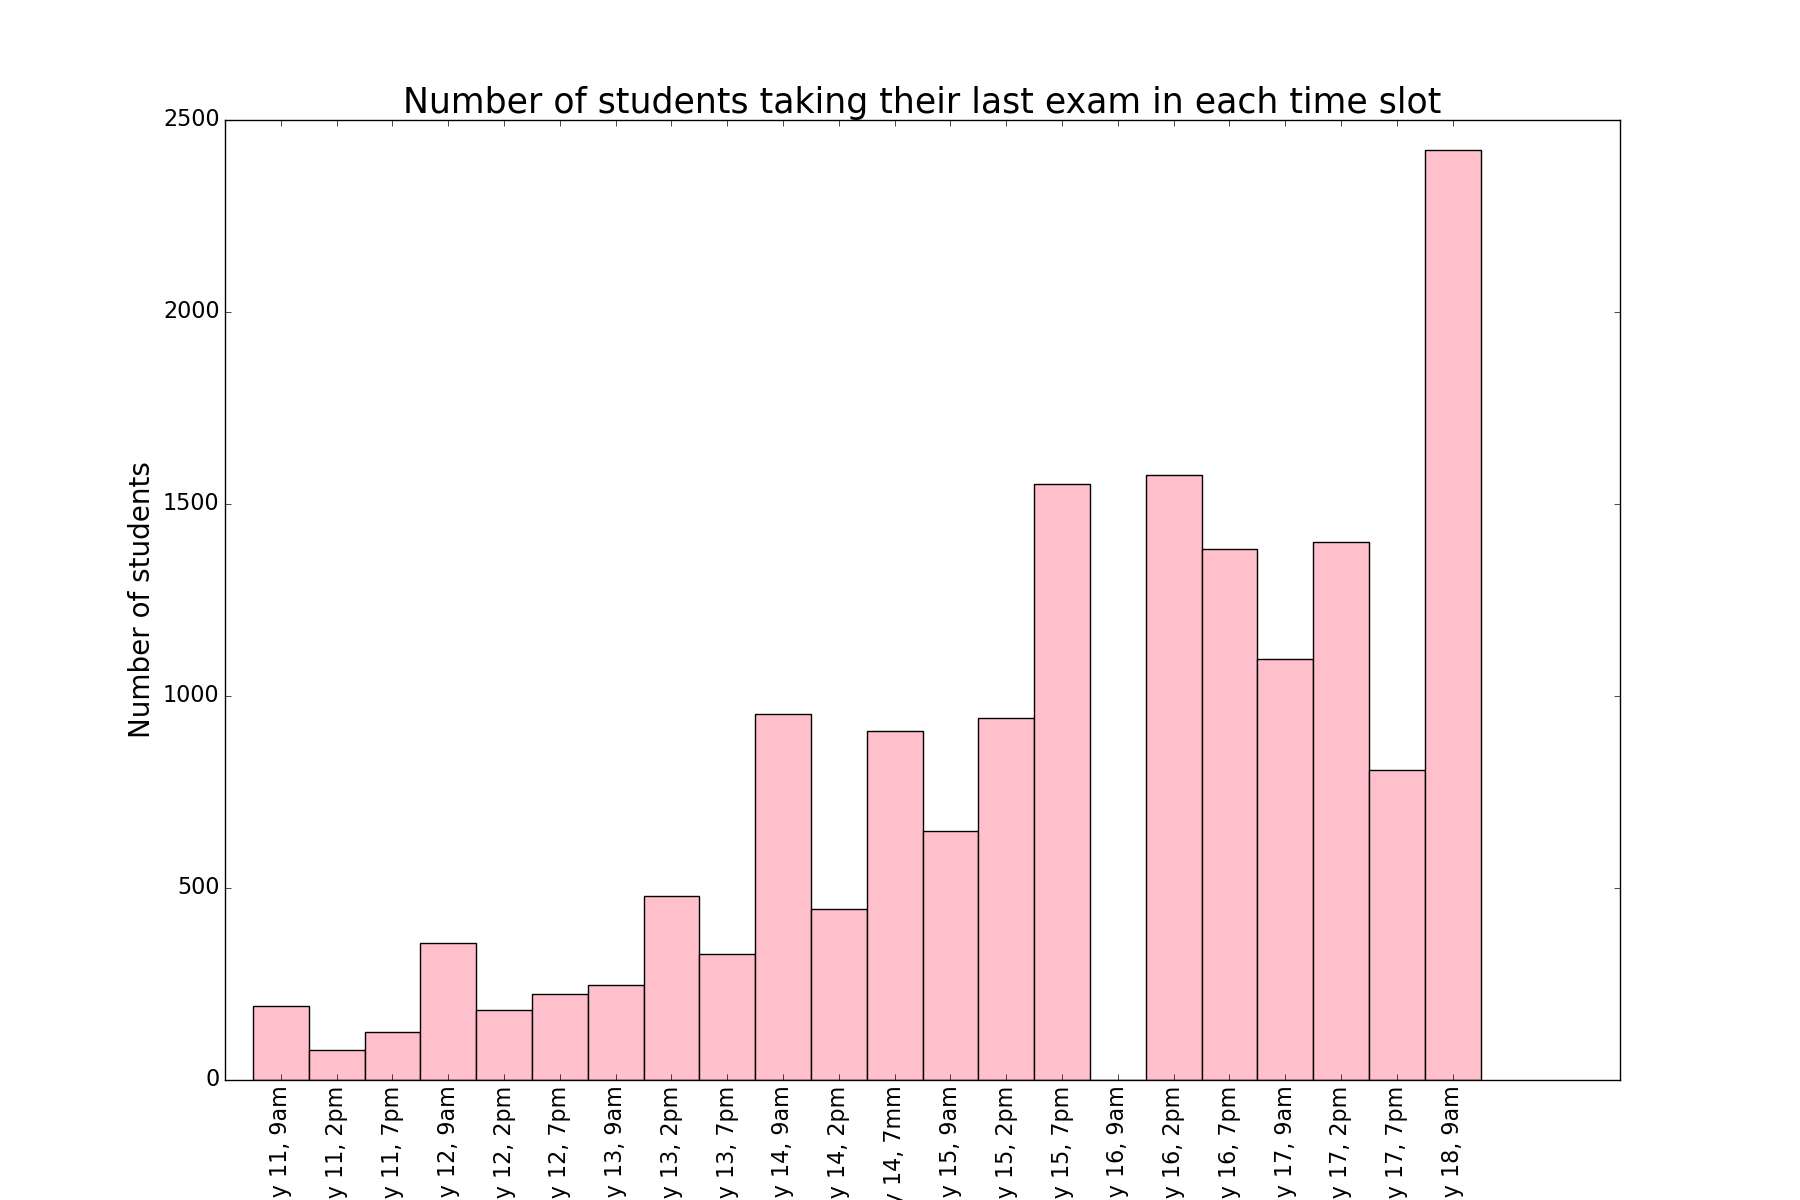 Number of students taking their last exam in each time slot
Number of students
2500
2000
1500
1000
500
0
y 11, 9am
y 11, 2pm
y 11, 7pm
y 12, 9am
y 12, 2pm
y 12, 7pm
y 13, 9am
y 13, 2pm
y 13, 7pm
y 14, 9am
y 14, 2pm
y 14, 7mm
y 15, 9am
y 15, 2pm
y 15, 7pm
y 16, 9am
y 16, 2pm
y 16, 7pm
y 17, 9am
y 17, 2pm
y 17, 7pm
y 18, 9am